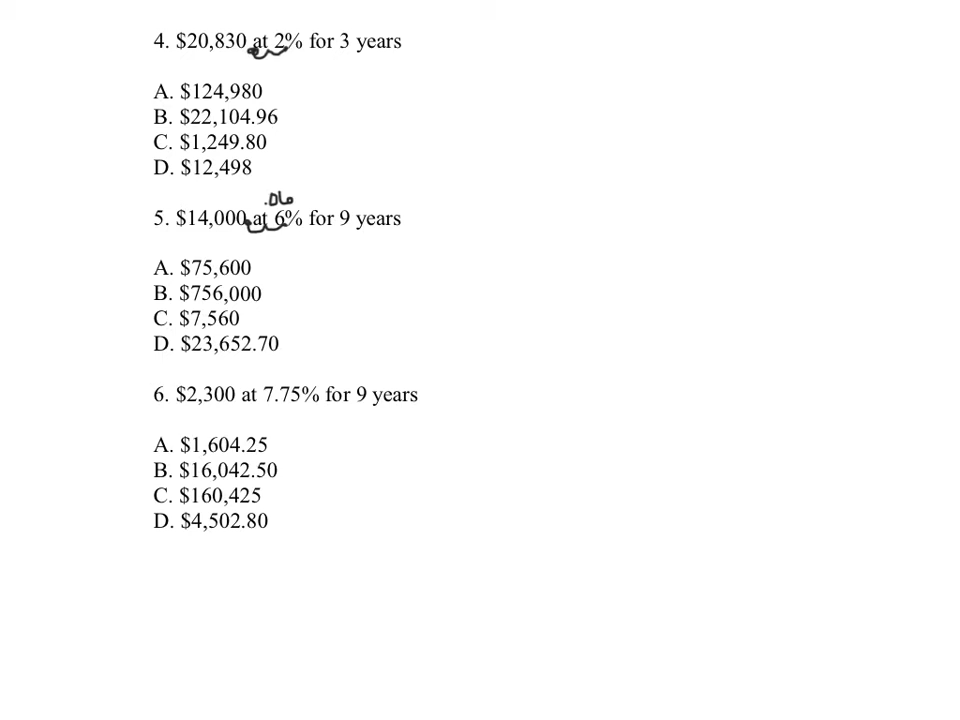 4. $20,830 at 2% for 3 years
A. $124,980
B. $22,104.96
C. $1,249.80
D. $12,498
.06
5. $14,000 at 6% for 9 years
A. $75,600
B. $756,000
C. $7,560
D. $23,652.70
6. $2,300 at 7.75% for 9 years
A. $1,604.25
B. $16,042.50
C. $160,425
D. $4,502.80